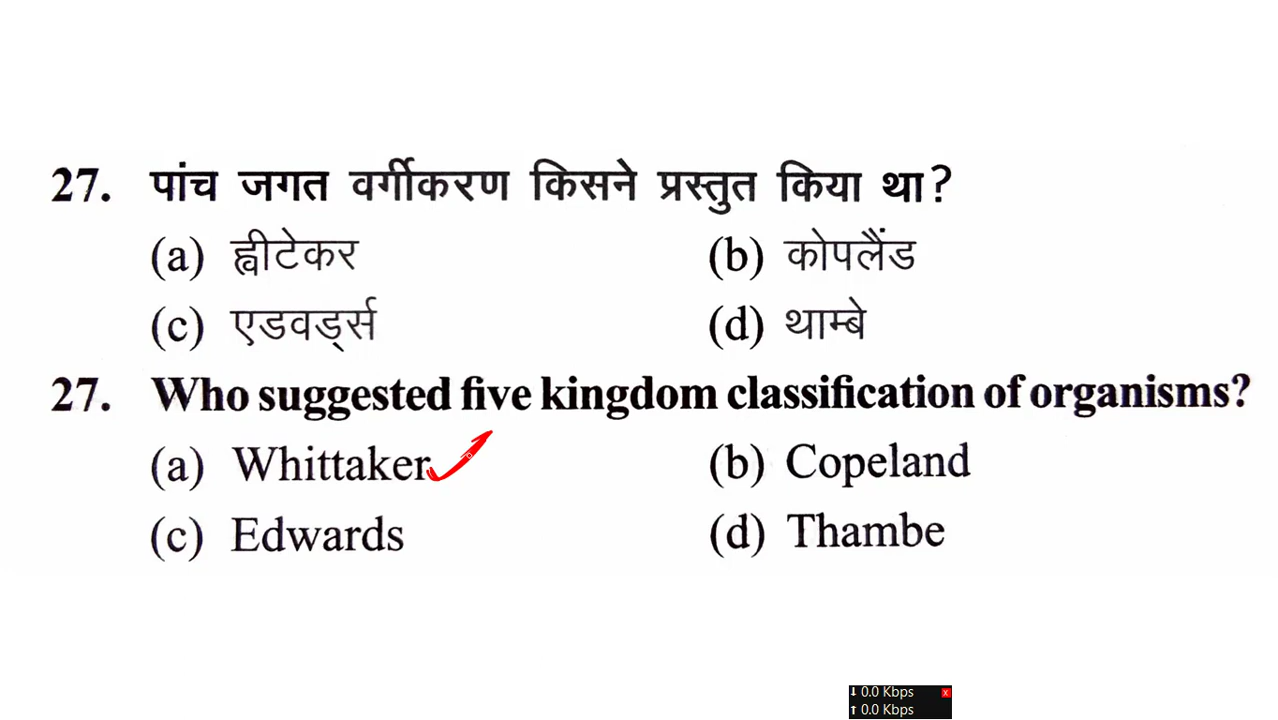 27. पांच जगत वर्गीकरण किसने प्रस्तुत किया था?
(a) ह्वीटेकर (b) कोपलैंड
(c) एडवर्ड्स (d) थाम्बे
27. Who suggested five kingdom classification of organisms?
(a) Whittaker (b) Copeland
(c) Edwards (d) Thambe
↓ 0.0 Kbps x
↑ 0.0 Kbps